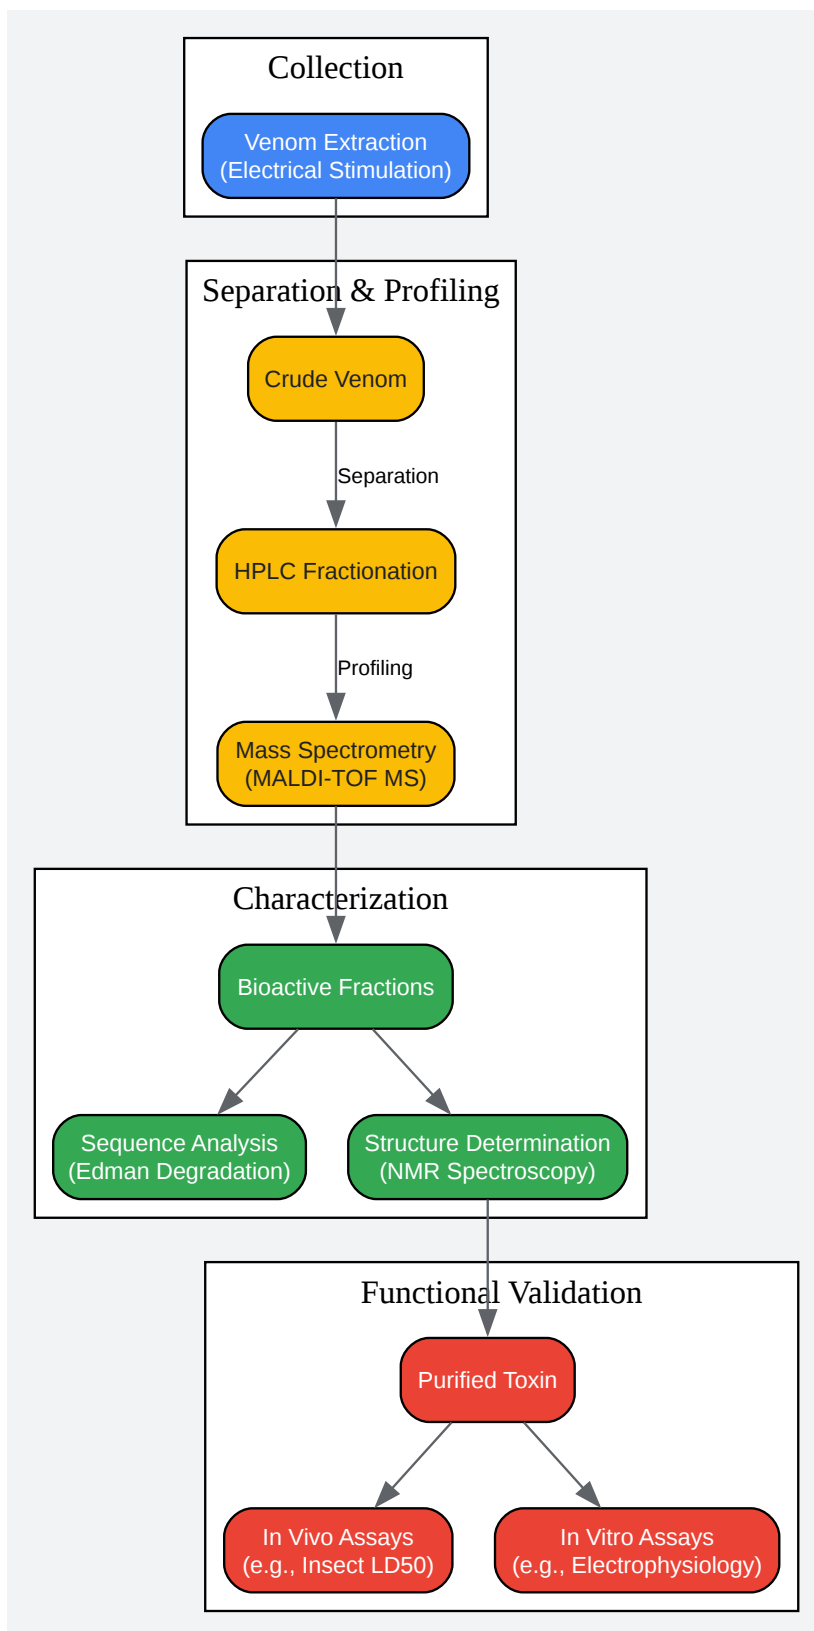 Collection
Venom Extraction
(Electrical Stimulation)
Separation & Profiling
Crude Venom
Separation
HPLC Fractionation
Profiling
Mass Spectrometry
(MALDI-TOF MS)
Characterization
Bioactive Fractions
Sequence Analysis
(Edman Degradation)
Structure Determination
(NMR Spectroscopy)
Functional Validation
Purified Toxin
In Vivo Assays
(e.g., Insect LD50)
In Vitro Assays
(e.g., Electrophysiology)